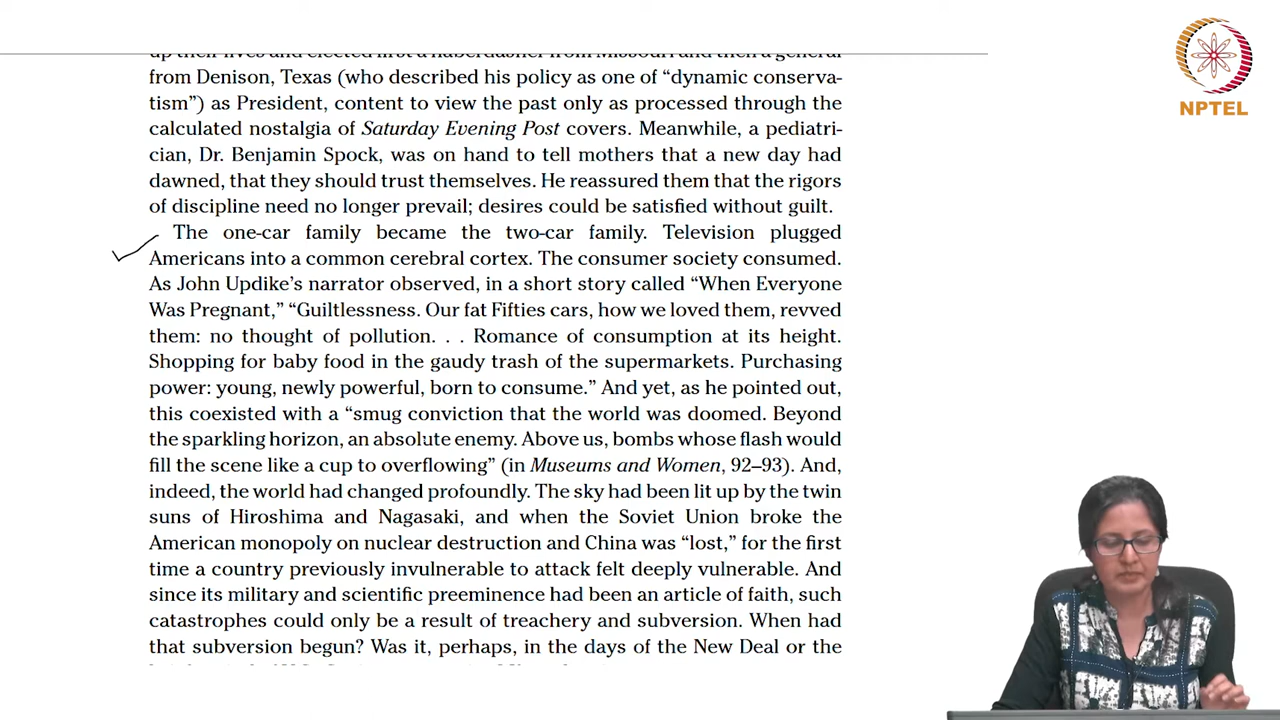 up their lives and elected first a haberdasher from Missouri and then a general
from Denison, Texas (who described his policy as one of “dynamic conserva-
tism”) as President, content to view the past only as processed through the
calculated nostalgia of Saturday Evening Post covers. Meanwhile, a pediatri-
cian, Dr. Benjamin Spock, was on hand to tell mothers that a new day had
dawned, that they should trust themselves. He reassured them that the rigors
of discipline need no longer prevail; desires could be satisfied without guilt.
The one-car family became the two-car family. Television plugged
Americans into a common cerebral cortex. The consumer society consumed.
As John Updike’s narrator observed, in a short story called “When Everyone
Was Pregnant,” “Guiltlessness. Our fat Fifties cars, how we loved them, revved
them: no thought of pollution. . . Romance of consumption at its height.
Shopping for baby food in the gaudy trash of the supermarkets. Purchasing
power: young, newly powerful, born to consume.” And yet, as he pointed out,
this coexisted with a “smug conviction that the world was doomed. Beyond
the sparkling horizon, an absolute enemy. Above us, bombs whose flash would
fill the scene like a cup to overflowing” (in Museums and Women, 92–93). And,
indeed, the world had changed profoundly. The sky had been lit up by the twin
suns of Hiroshima and Nagasaki, and when the Soviet Union broke the
American monopoly on nuclear destruction and China was “lost,” for the first
time a country previously invulnerable to attack felt deeply vulnerable. And
since its military and scientific preeminence had been an article of faith, such
catastrophes could only be a result of treachery and subversion. When had
that subversion begun? Was it, perhaps, in the days of the New Deal or the
NPTEL